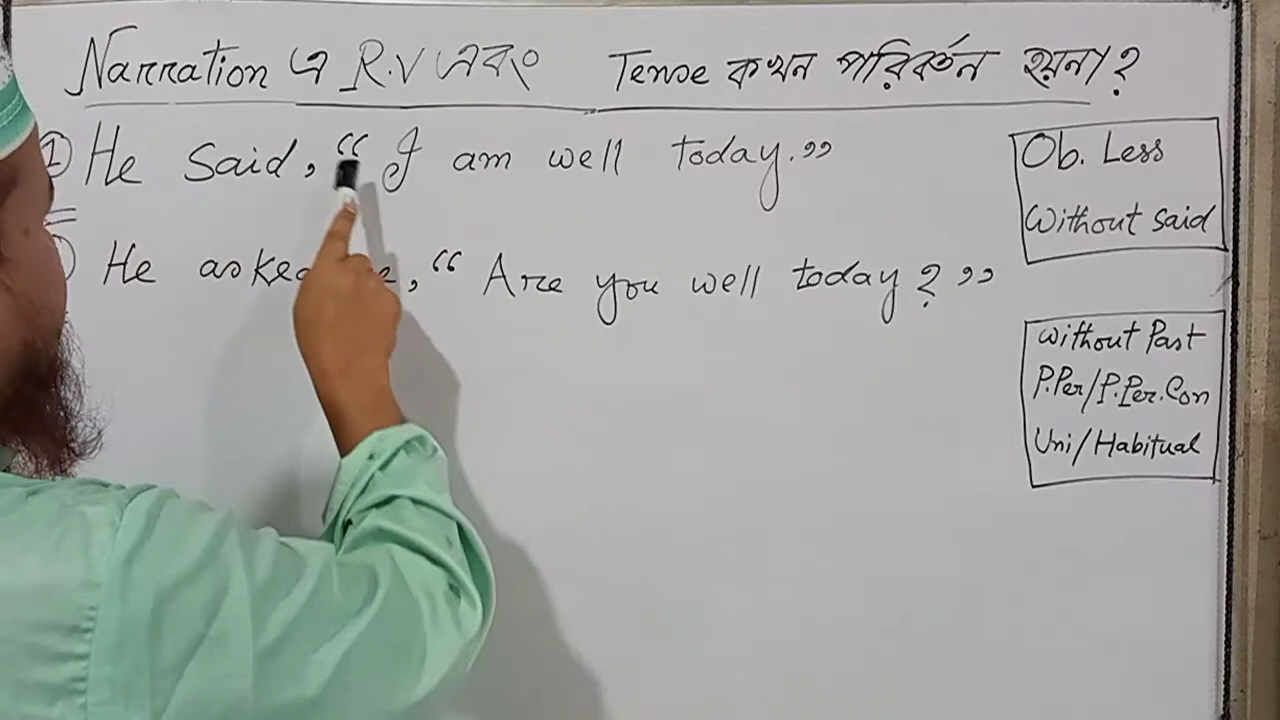 Narration এ R.V এবং Tense কখন পরিবর্তন হয়না?
① He Said, “I am well today.”
He asked, “Are you well today?”
Ob. Less
Without said
Without Past
P.Per/P.Per.Con
Uni/Habitual